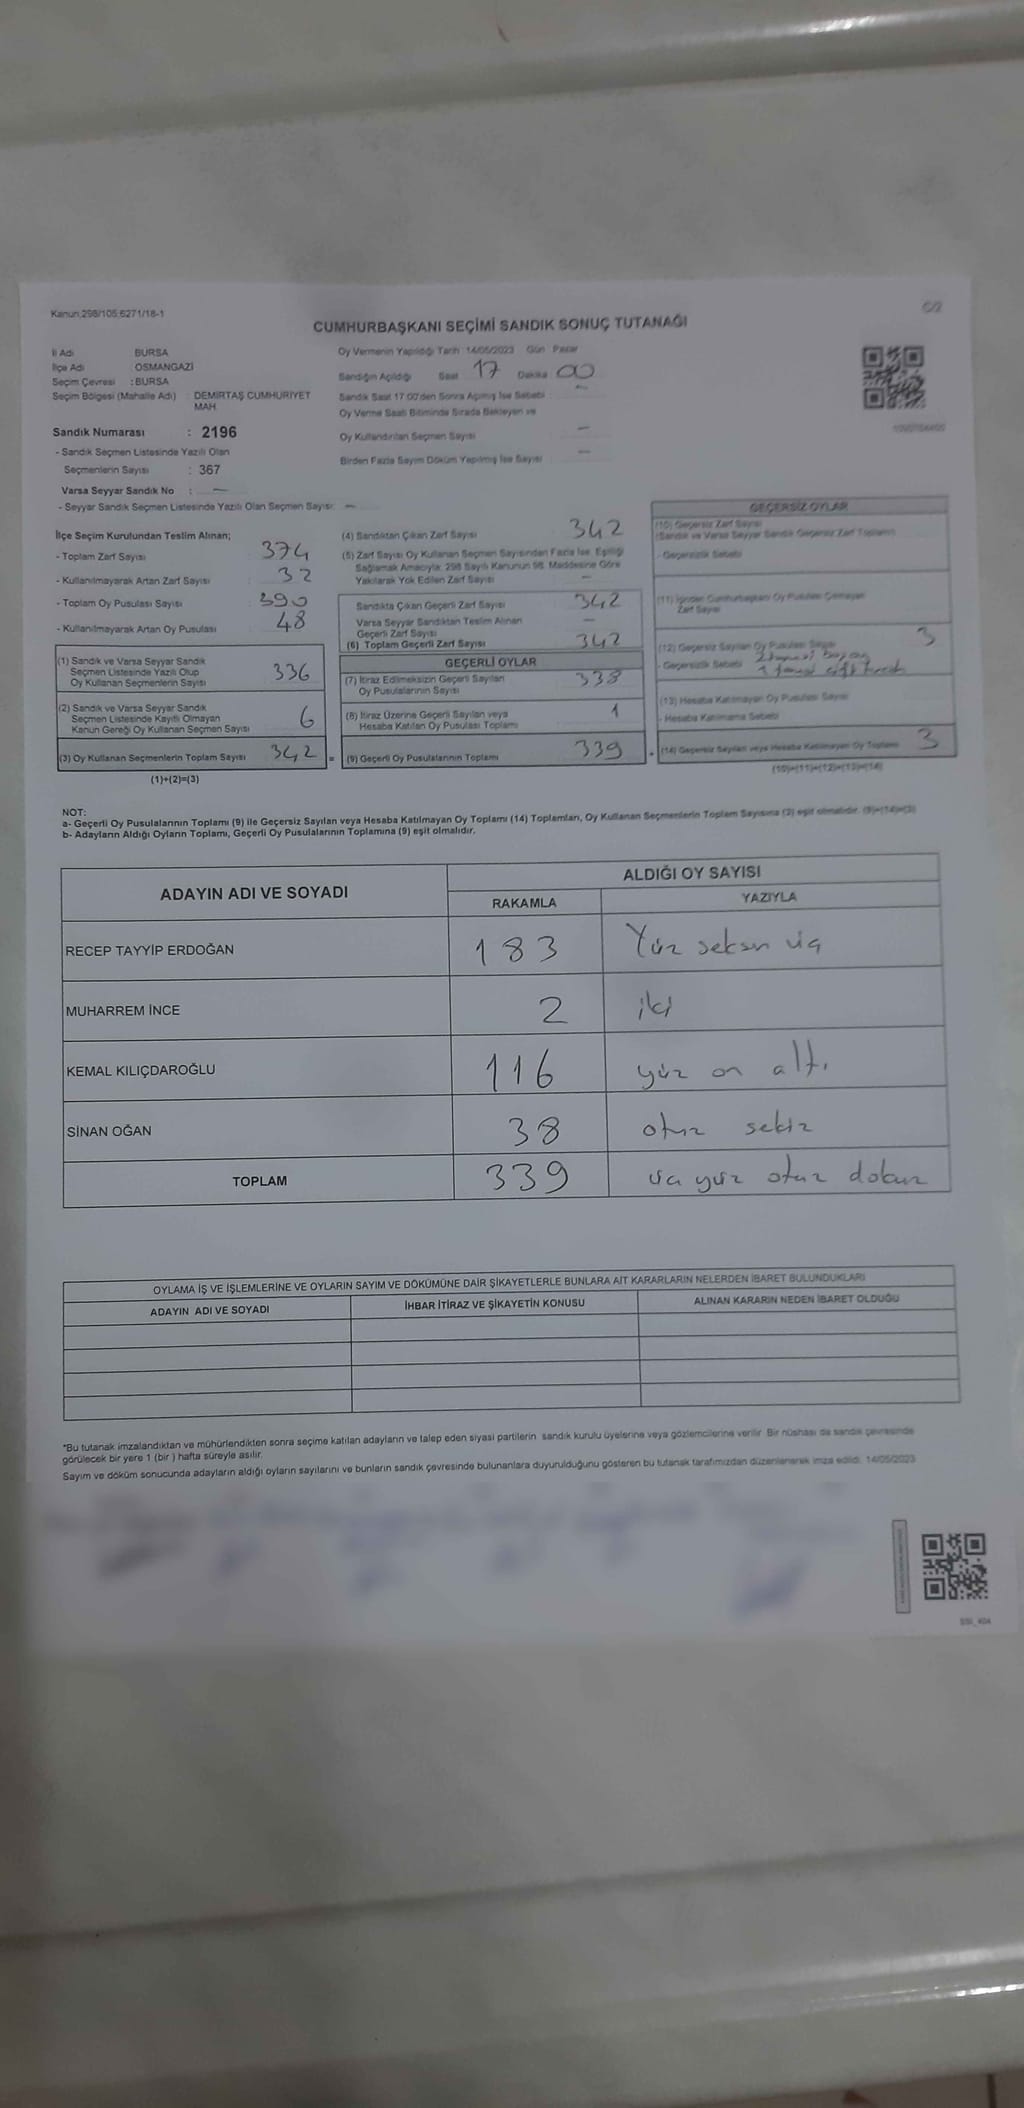 Kanun;298/105;6271/18-1
C/2
CUMHURBAŞKANI SEÇİMİ SANDIK SONUÇ TUTANAĞI
İl Adı BURSA
İlçe Adı OSMANGAZİ
Seçim Çevresi : BURSA
Seçim Bölgesi (Mahalle Adı) : DEMİRTAŞ CUMHURİYET MAH.
Sandık Numarası : 2196
- Sandık Seçmen Listesinde Yazılı Olan
Seçmenlerin Sayısı : 367
Varsa Seyyar Sandık No : —
- Seyyar Sandık Seçmen Listesinde Yazılı Olan Seçmen Sayısı: —
Oy Vermenin Yapıldığı Tarih 14/05/2023 Gün Pazar
Sandığın Açıldığı Saat 17 Dakika 00
Sandık Saat 17:00'den Sonra Açılmış İse Sebebi : —
Oy Verme Saati Bitiminde Sırada Bekleyen ve
Oy Kullandırılan Seçmen Sayısı —
Birden Fazla Sayım Döküm Yapılmış İse Sayısı —
İlçe Seçim Kurulundan Teslim Alınan;
- Toplam Zarf Sayısı 374
- Kullanılmayarak Artan Zarf Sayısı : 32
- Toplam Oy Pusulası Sayısı : 390
- Kullanılmayarak Artan Oy Pusulası : 48
(1) Sandık ve Varsa Seyyar Sandık
Seçmen Listesinde Yazılı Olup
Oy Kullanan Seçmenlerin Sayısı 336
(2) Sandık ve Varsa Seyyar Sandık
Seçmen Listesinde Kayıtlı Olmayan
Kanun Gereği Oy Kullanan Seçmen Sayısı 6
(3) Oy Kullanan Seçmenlerin Toplam Sayısı 342 =
(1)+(2)=(3)
(4) Sandıktan Çıkan Zarf Sayısı 342
(5) Zarf Sayısı Oy Kullanan Seçmen Sayısından Fazla İse, Eşitliği
Sağlamak Amacıyla; 298 Sayılı Kanunun 98. Maddesine Göre
Yakılarak Yok Edilen Zarf Sayısı —
Sandıkta Çıkan Geçerli Zarf Sayısı 342
Varsa Seyyar Sandıktan Teslim Alınan
Geçerli Zarf Sayısı —
(6) Toplam Geçerli Zarf Sayısı 342
GEÇERLİ OYLAR
(7) İtiraz Edilmeksizin Geçerli Sayılan
Oy Pusulalarının Sayısı 338
(8) İtiraz Üzerine Geçerli Sayılan veya
Hesaba Katılan Oy Pusulası Toplamı 1
(9) Geçerli Oy Pusulalarının Toplamı 339 +
GEÇERSİZ OYLAR
(10) Geçersiz Zarf Sayısı
(Sandık ve Varsa Seyyar Sandık Geçersiz Zarf Toplamı)
- Geçersizlik Sebebi
(11) İçinden Cumhurbaşkanı Oy Pusulası Çıkmayan
Zarf Sayısı
(12) Geçersiz Sayılan Oy Pusulası Sayısı 3
- Geçersizlik Sebebi 2 tanesi boş oy
1 tanesi çift tercih
(13) Hesaba Katılmayan Oy Pusulası Sayısı
- Hesaba Katılmama Sebebi
(14) Geçersiz Sayılan veya Hesaba Katılmayan Oy Toplamı 3
(10)+(11)+(12)+(13)=(14)
NOT:
a- Geçerli Oy Pusulalarının Toplamı (9) ile Geçersiz Sayılan veya Hesaba Katılmayan Oy Toplamı (14) Toplamları, Oy Kullanan Seçmenlerin Toplam Sayısına (3) eşit olmalıdır. (9)+(14)=(3)
b- Adayların Aldığı Oyların Toplamı, Geçerli Oy Pusulalarının Toplamına (9) eşit olmalıdır.
ADAYIN ADI VE SOYADI ALDIĞI OY SAYISI
RAKAMLA YAZIYLA
RECEP TAYYİP ERDOĞAN 183 Yüz seksen üç
MUHARREM İNCE 2 iki
KEMAL KILIÇDAROĞLU 116 yüz on altı
SİNAN OĞAN 38 otuz sekiz
TOPLAM 339 üç yüz otuz dokuz
OYLAMA İŞ VE İŞLEMLERİNE VE OYLARIN SAYIM VE DÖKÜMÜNE DAİR ŞİKAYETLERLE BUNLARA AİT KARARLARIN NELERDEN İBARET BULUNDUKLARI
ADAYIN ADI VE SOYADI İHBAR İTİRAZ VE ŞİKAYETİN KONUSU ALINAN KARARIN NEDEN İBARET OLDUĞU
*Bu tutanak imzalandıktan ve mühürlendikten sonra seçime katılan adayların ve talep eden siyasi partilerin sandık kurulu üyelerine veya gözlemcilerine verilir. Bir nüshası da sandık çevresinde
görülecek bir yere 1 (bir ) hafta süreyle asılır.
Sayım ve döküm sonucunda adayların aldığı oyların sayılarını ve bunların sandık çevresinde bulunanlara duyurulduğunu gösteren bu tutanak tarafımızdan düzenlenerek imza edildi. 14/05/2023